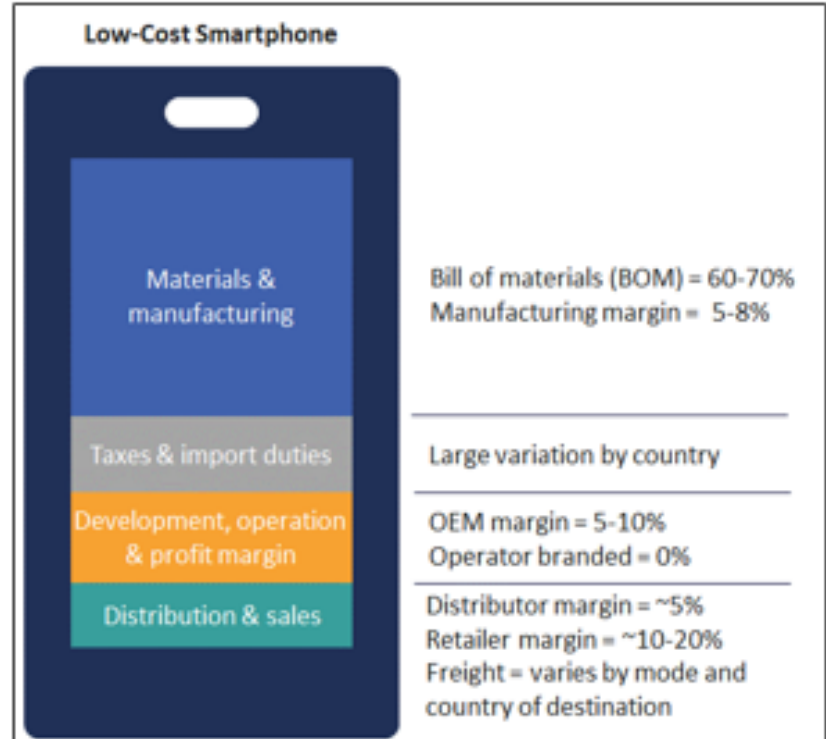 Low-Cost Smartphone
Materials &
manufacturing
Bill of materials (BOM) = 60-70%
Manufacturing margin = 5-8%
Taxes & import duties
Large variation by country
Development, operation
& profit margin
OEM margin = 5-10%
Operator branded = 0%
Distribution & sales
Distributor margin = ~5%
Retailer margin = ~10-20%
Freight = varies by mode and
country of destination